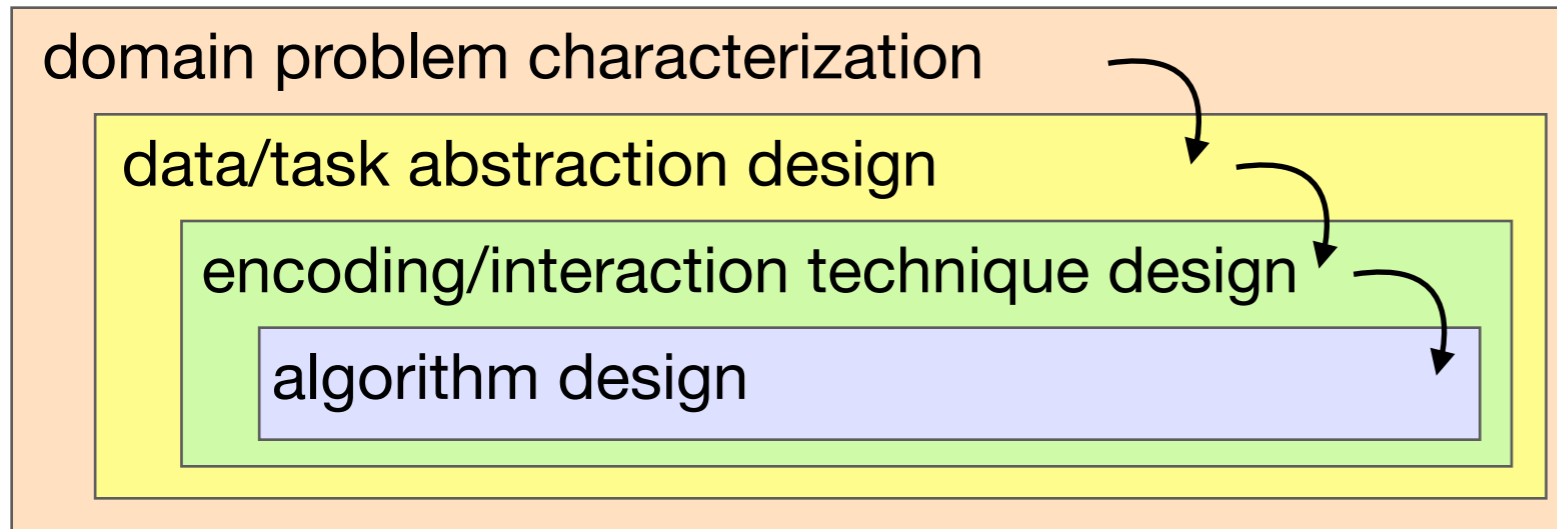 domain problem characterization
data/task abstraction design
encoding/interaction technique design
algorithm design